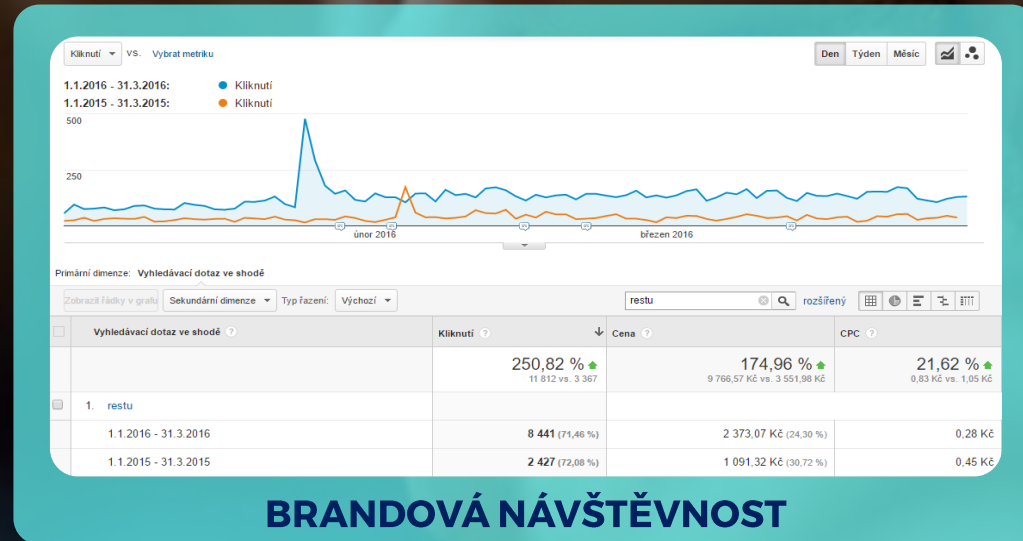 Kliknutí VS. Vybrat metriku Den Týden Měsíc
1.1.2016 - 31.3.2016: Kliknutí
1.1.2015 - 31.3.2015: Kliknutí
500
250
únor 2016 březen 2016
Primární dimenze: Vyhledávací dotaz ve shodě
Zobrazit řádky v grafu Sekundární dimenze Typ řazení: Výchozí restu rozšířený
Vyhledávací dotaz ve shodě ? Kliknutí ? Cena ? CPC ?
250,82 % 174,96 % 21,62 %
11 812 vs. 3 367 9 766,57 Kč vs. 3 551,98 Kč 0,83 Kč vs. 1,05 Kč
1. restu
1.1.2016 - 31.3.2016 8 441 (71,46 %) 2 373,07 Kč (24,30 %) 0,28 Kč
1.1.2015 - 31.3.2015 2 427 (72,08 %) 1 091,32 Kč (30,72 %) 0,45 Kč
BRANDOVÁ NÁVŠTĚVNOST